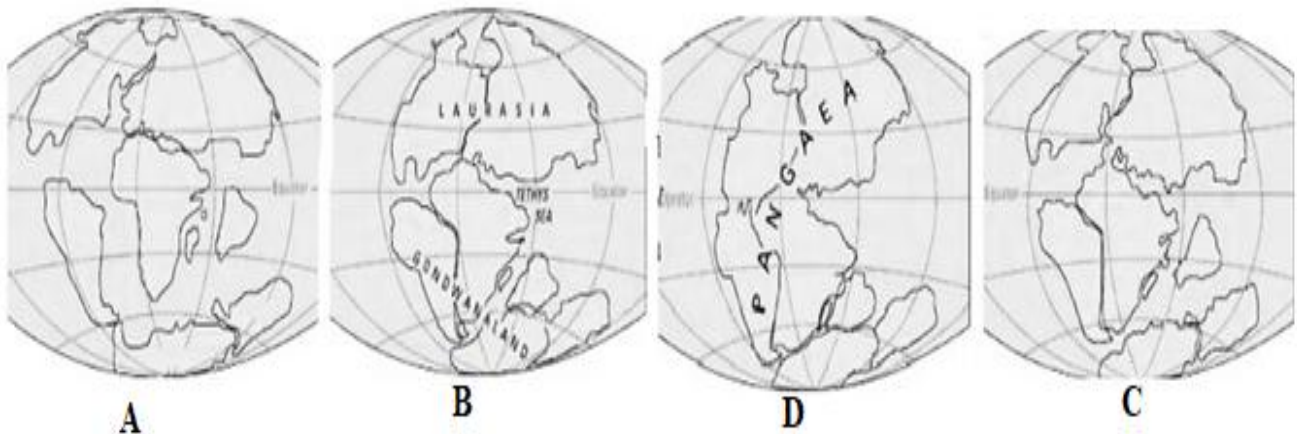 LAURASIA
TETHYS
SEA
Equator
GONDWANALAND
PANGAEA
Equator
Equator
Equator
A
B
D
C